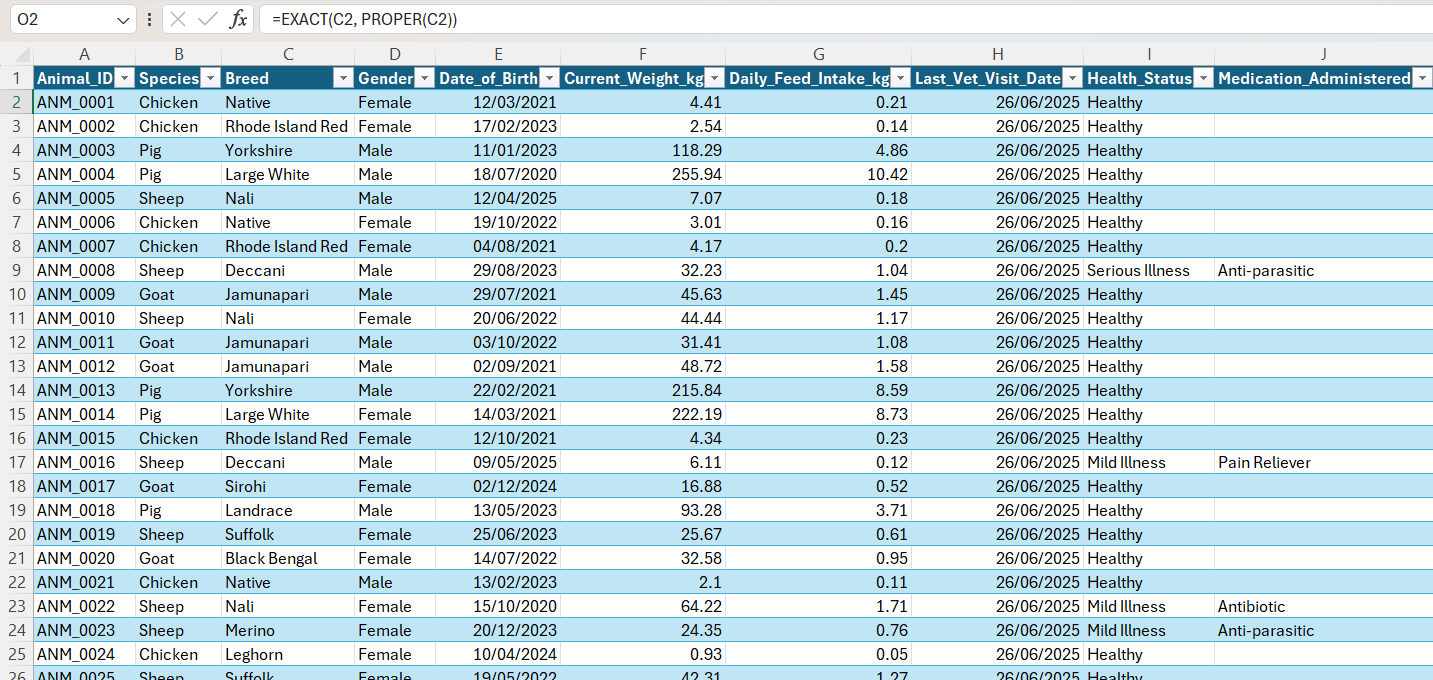 O2 fx =EXACT(C2, PROPER(C2))
A B C D E F G H I J
1 Animal_ID Species Breed Gender Date_of_Birth Current_Weight_kg Daily_Feed_Intake_kg Last_Vet_Visit_Date Health_Status Medication_Administered
2 ANM_0001 Chicken Native Female 12/03/2021 4.41 0.21 26/06/2025 Healthy
3 ANM_0002 Chicken Rhode Island Red Female 17/02/2023 2.54 0.14 26/06/2025 Healthy
4 ANM_0003 Pig Yorkshire Male 11/01/2023 118.29 4.86 26/06/2025 Healthy
5 ANM_0004 Pig Large White Male 18/07/2020 255.94 10.42 26/06/2025 Healthy
6 ANM_0005 Sheep Nali Male 12/04/2025 7.07 0.18 26/06/2025 Healthy
7 ANM_0006 Chicken Native Female 19/10/2022 3.01 0.16 26/06/2025 Healthy
8 ANM_0007 Chicken Rhode Island Red Female 04/08/2021 4.17 0.2 26/06/2025 Healthy
9 ANM_0008 Sheep Deccani Male 29/08/2023 32.23 1.04 26/06/2025 Serious Illness Anti-parasitic
10 ANM_0009 Goat Jamunapari Male 29/07/2021 45.63 1.45 26/06/2025 Healthy
11 ANM_0010 Sheep Nali Female 20/06/2022 44.44 1.17 26/06/2025 Healthy
12 ANM_0011 Goat Jamunapari Male 03/10/2022 31.41 1.08 26/06/2025 Healthy
13 ANM_0012 Goat Jamunapari Male 02/09/2021 48.72 1.58 26/06/2025 Healthy
14 ANM_0013 Pig Yorkshire Male 22/02/2021 215.84 8.59 26/06/2025 Healthy
15 ANM_0014 Pig Large White Female 14/03/2021 222.19 8.73 26/06/2025 Healthy
16 ANM_0015 Chicken Rhode Island Red Female 12/10/2021 4.34 0.23 26/06/2025 Healthy
17 ANM_0016 Sheep Deccani Male 09/05/2025 6.11 0.12 26/06/2025 Mild Illness Pain Reliever
18 ANM_0017 Goat Sirohi Female 02/12/2024 16.88 0.52 26/06/2025 Healthy
19 ANM_0018 Pig Landrace Male 13/05/2023 93.28 3.71 26/06/2025 Healthy
20 ANM_0019 Sheep Suffolk Female 25/06/2023 25.67 0.61 26/06/2025 Healthy
21 ANM_0020 Goat Black Bengal Female 14/07/2022 32.58 0.95 26/06/2025 Healthy
22 ANM_0021 Chicken Native Male 13/02/2023 2.1 0.11 26/06/2025 Healthy
23 ANM_0022 Sheep Nali Female 15/10/2020 64.22 1.71 26/06/2025 Mild Illness Antibiotic
24 ANM_0023 Sheep Merino Female 20/12/2023 24.35 0.76 26/06/2025 Mild Illness Anti-parasitic
25 ANM_0024 Chicken Leghorn Female 10/04/2024 0.93 0.05 26/06/2025 Healthy
26 ANM_0025 Sheep Suffolk Female 19/05/2022 42.31 1.27 26/06/2025 Healthy